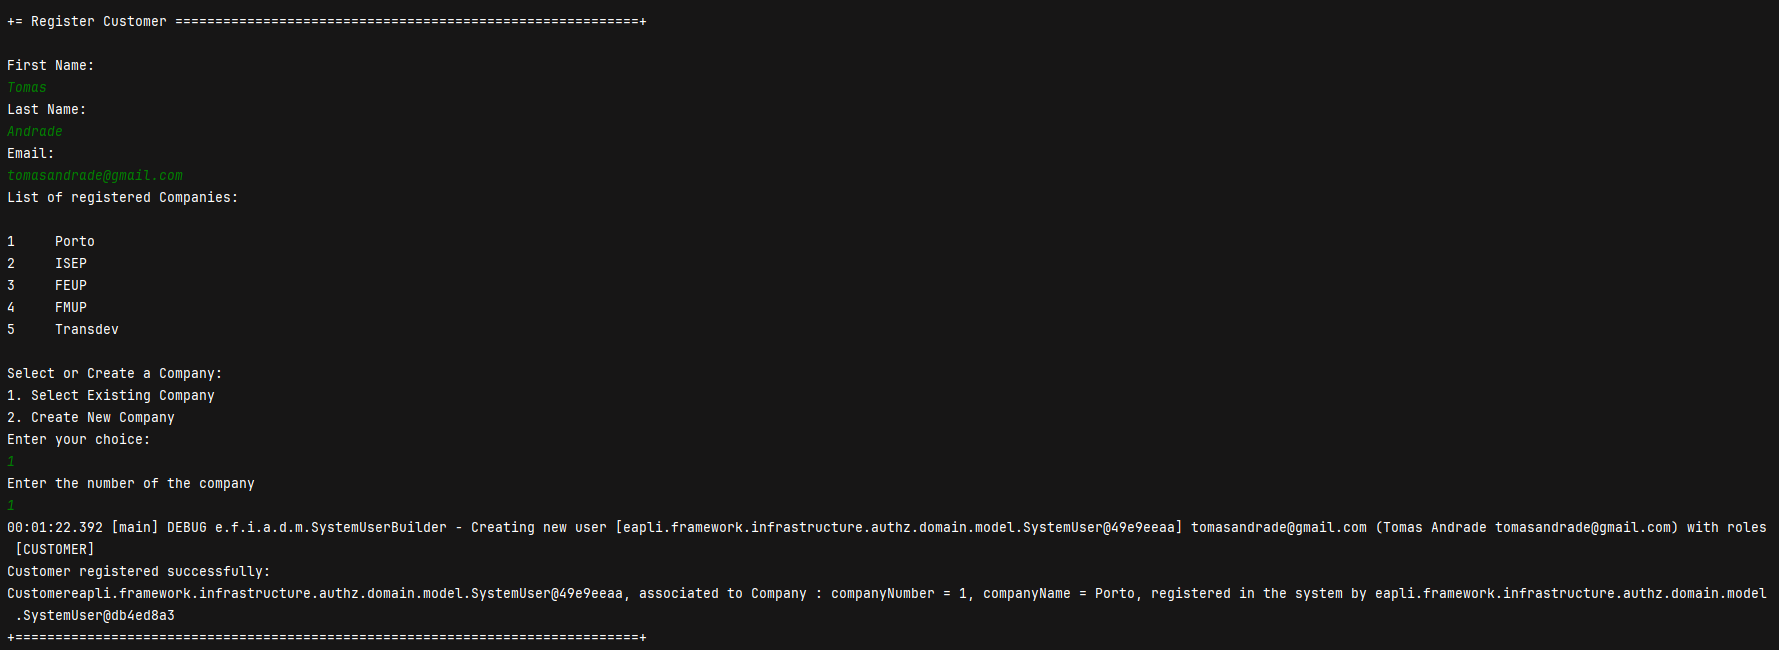 += Register Customer ==========================================================+
First Name:
Tomas
Last Name:
Andrade
Email:
tomasandrade@gmail.com
List of registered Companies:
1     Porto
2     ISEP
3     FEUP
4     FMUP
5     Transdev
Select or Create a Company:
1. Select Existing Company
2. Create New Company
Enter your choice:
1
Enter the number of the company
1
00:01:22.392 [main] DEBUG e.f.i.a.d.m.SystemUserBuilder - Creating new user [eapli.framework.infrastructure.authz.domain.model.SystemUser@49e9eeaa] tomasandrade@gmail.com (Tomas Andrade tomasandrade@gmail.com) with roles
[CUSTOMER]
Customer registered successfully:
Customereapli.framework.infrastructure.authz.domain.model.SystemUser@49e9eeaa, associated to Company : companyNumber = 1, companyName = Porto, registered in the system by eapli.framework.infrastructure.authz.domain.model
.SystemUser@db4ed8a3
+==============================================================================+